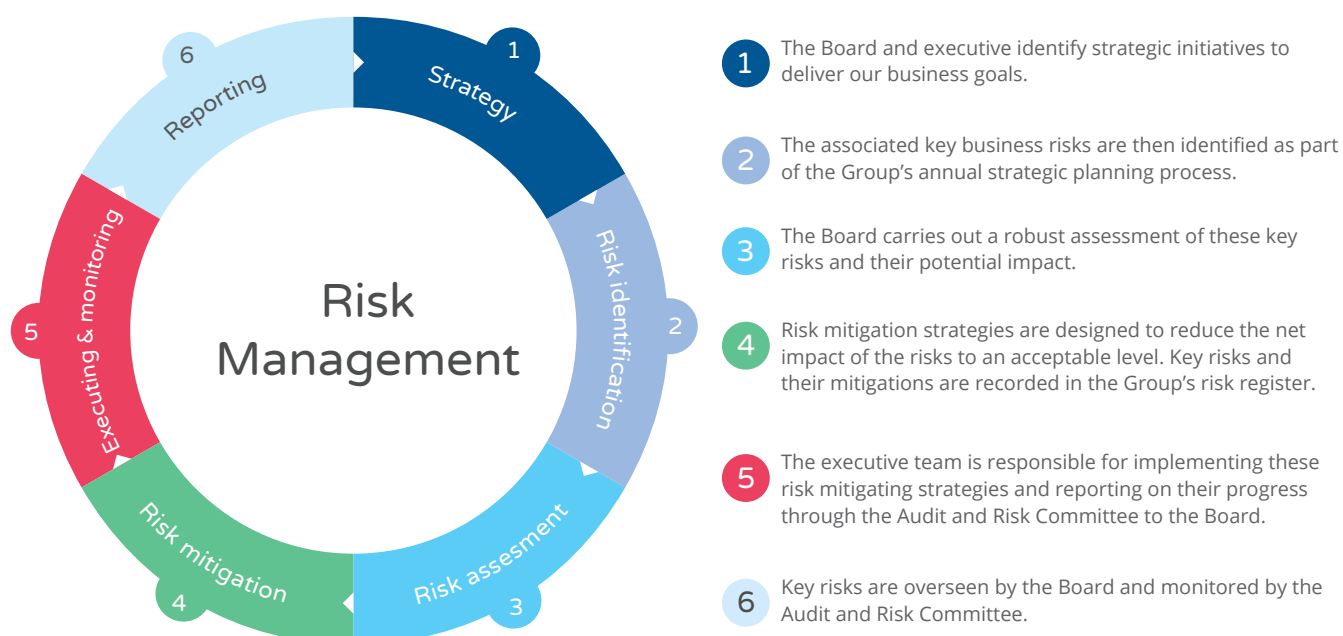 6
Reporting
1
Strategy
Risk identification
2
Risk assesment
3
Risk mitigation
4
Executing & monitoring
5
Risk
Management
1
The Board and executive identify strategic initiatives to
deliver our business goals.
2
The associated key business risks are then identified as part
of the Group’s annual strategic planning process.
3
The Board carries out a robust assessment of these key
risks and their potential impact.
4
Risk mitigation strategies are designed to reduce the net
impact of the risks to an acceptable level. Key risks and
their mitigations are recorded in the Group’s risk register.
5
The executive team is responsible for implementing these
risk mitigating strategies and reporting on their progress
through the Audit and Risk Committee to the Board.
6
Key risks are overseen by the Board and monitored by the
Audit and Risk Committee.